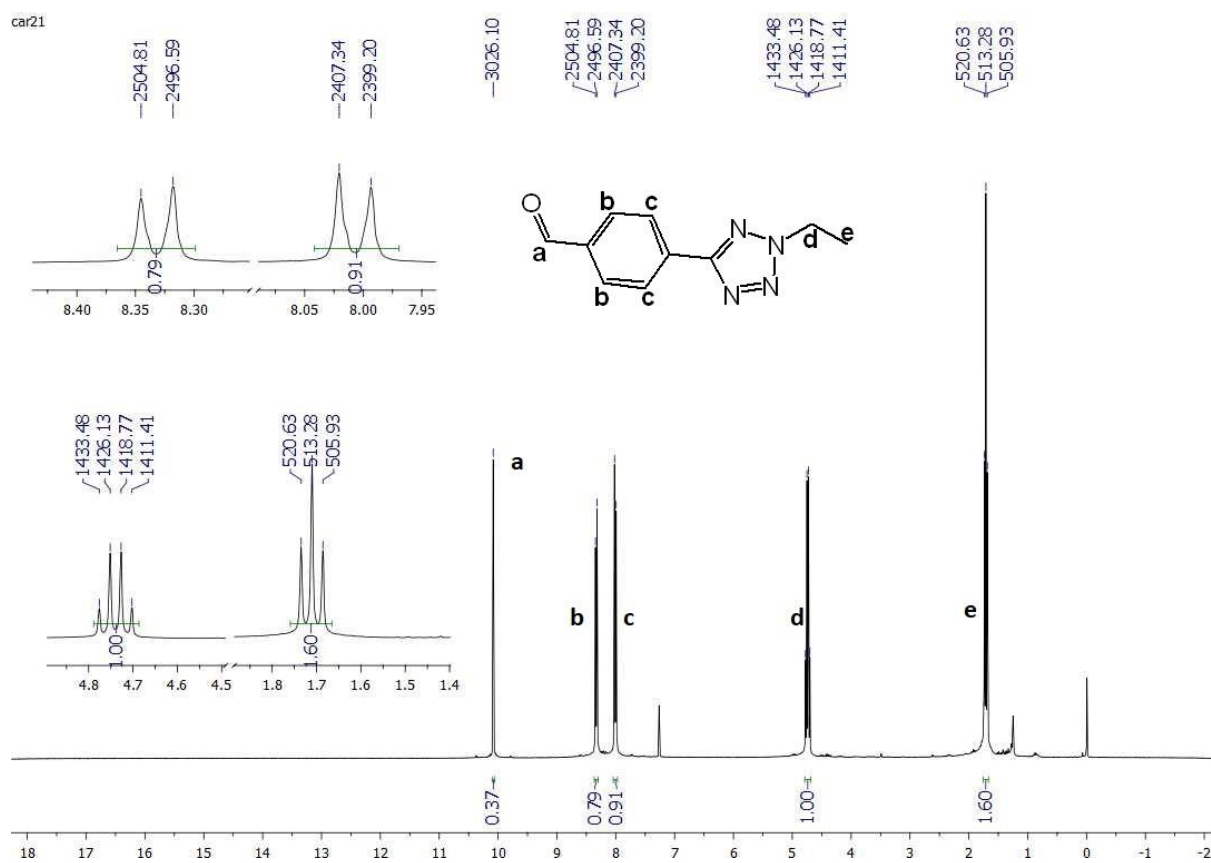 car21
2504.81
2496.59
2407.34
2399.20
3026.10
2504.81
2496.59
2407.34
2399.20
1433.48
1426.13
1418.77
1411.41
520.63
513.28
505.93
0.79
0.91
8.40 8.35 8.30 8.05 8.00 7.95
O
a
b c
b c
N N
N N
d e
1433.48
1426.13
1418.77
1411.41
520.63
513.28
505.93
1.00
1.60
4.8 4.7 4.6 4.5 1.8 1.7 1.6 1.5 1.4
a
b c d e
0.37
0.79
0.91
1.00
1.60
18 17 16 15 14 13 12 11 10 9 8 7 6 5 4 3 2 1 0 -1 -2